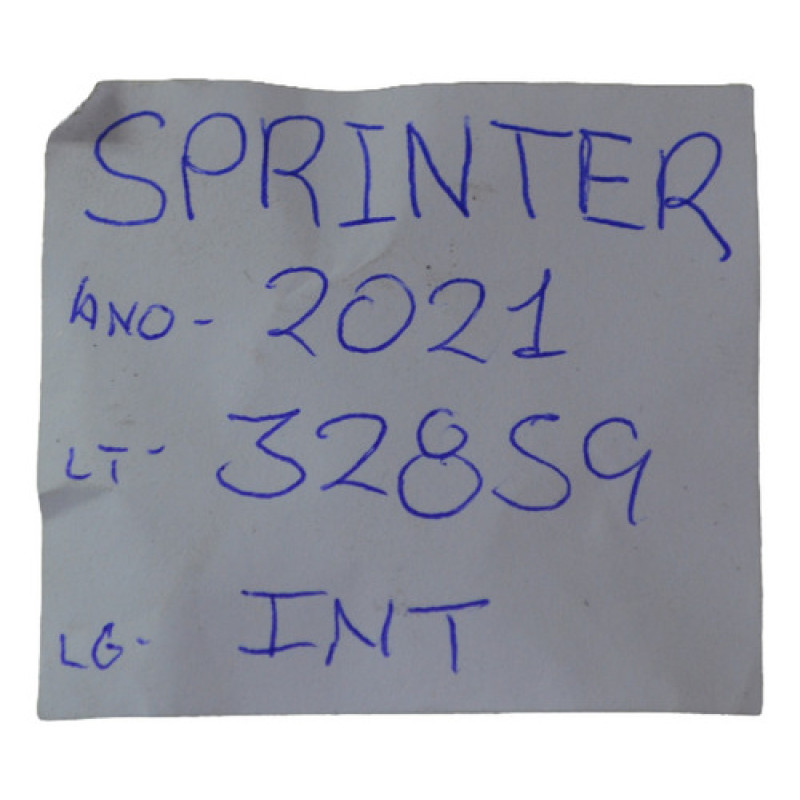 SPRINTER
ANO- 2021
LT- 32859
LG- INT